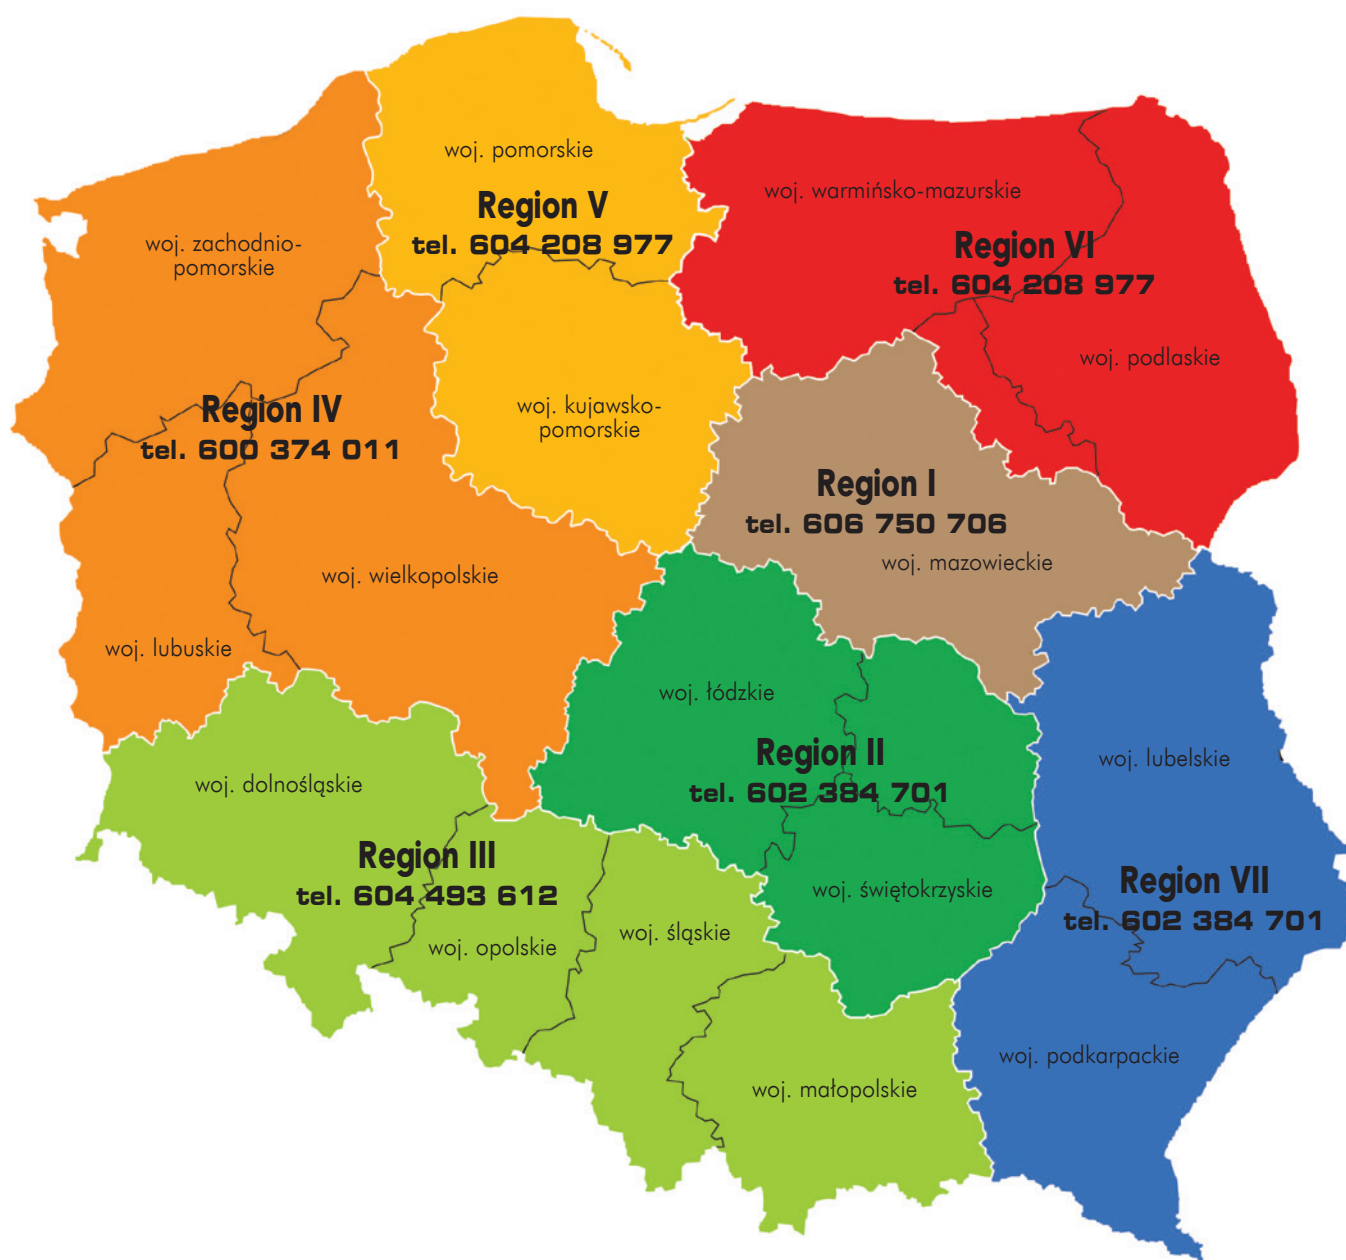 woj. pomorskie
Region V
tel. 604 208 977
woj. warmińsko-mazurskie
Region VI
tel. 604 208 977
woj. zachodnio-
pomorskie
woj. podlaskie
woj. kujawsko-
pomorskie
Region IV
tel. 600 374 011
Region I
tel. 606 750 706
woj. mazowieckie
woj. wielkopolskie
woj. lubuskie
woj. łódzkie
Region II
tel. 602 384 701
woj. lubelskie
woj. dolnośląskie
Region III
tel. 604 493 612
woj. świętokrzyskie
Region VII
tel. 602 384 701
woj. opolskie
woj. śląskie
woj. podkarpackie
woj. małopolskie